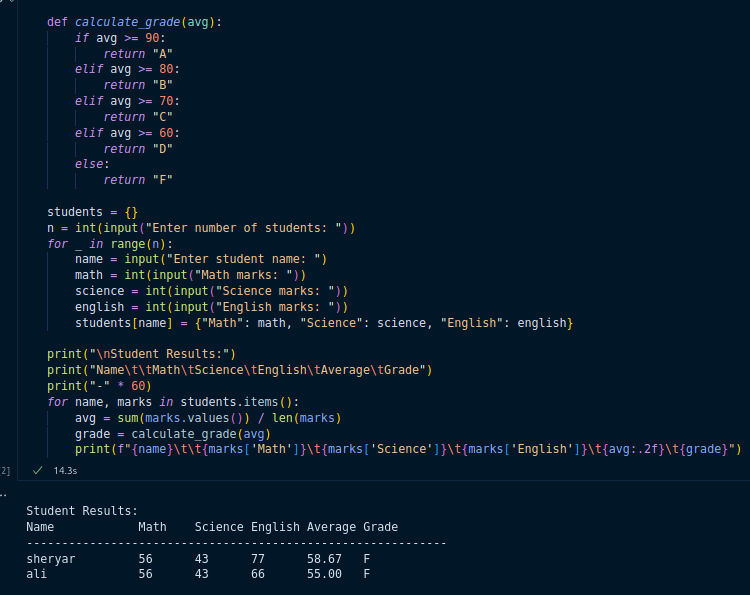 def calculate_grade(avg):
    if avg >= 90:
        return "A"
    elif avg >= 80:
        return "B"
    elif avg >= 70:
        return "C"
    elif avg >= 60:
        return "D"
    else:
        return "F"

students = {}
n = int(input("Enter number of students: "))
for _ in range(n):
    name = input("Enter student name: ")
    math = int(input("Math marks: "))
    science = int(input("Science marks: "))
    english = int(input("English marks: "))
    students[name] = {"Math": math, "Science": science, "English": english}

print("\nStudent Results:")
print("Name\t\tMath\tScience\tEnglish\tAverage\tGrade")
print("-" * 60)
for name, marks in students.items():
    avg = sum(marks.values()) / len(marks)
    grade = calculate_grade(avg)
    print(f"{name}\t\t{marks['Math']}\t{marks['Science']}\t{marks['English']}\t{avg:.2f}\t{grade}")
2] ✓ 14.3s
..
Student Results:
Name            Math    Science English Average Grade
------------------------------------------------------------
sheryar         56      43      77      58.67   F
ali             56      43      66      55.00   F